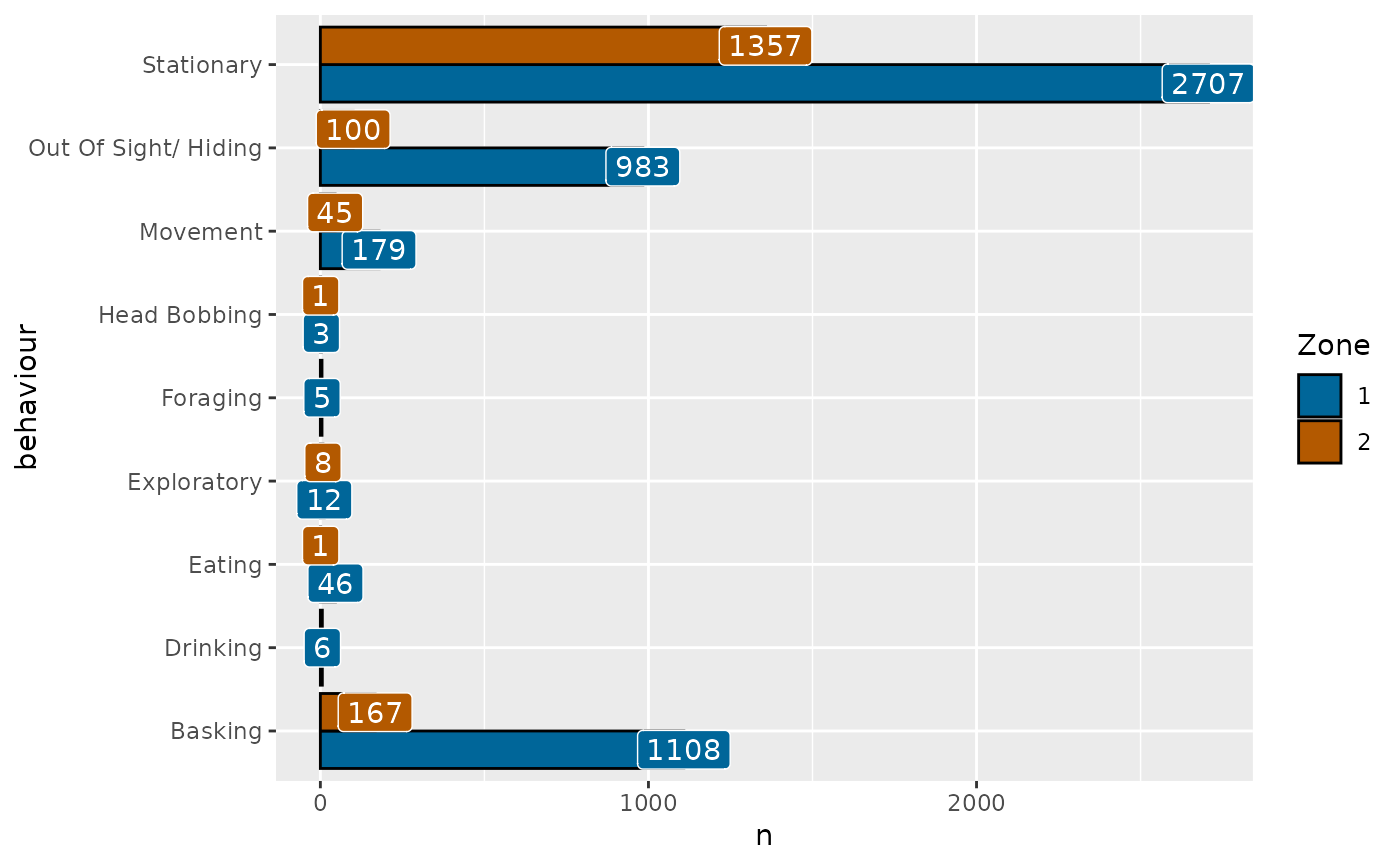 Stationary
1357
2707
Out Of Sight/ Hiding
100
983
Movement
45
179
Head Bobbing
1
3
Foraging
5
Exploratory
8
12
Eating
1
46
Drinking
6
Basking
167
1108
behaviour
0 1000 2000
n
Zone
1
2